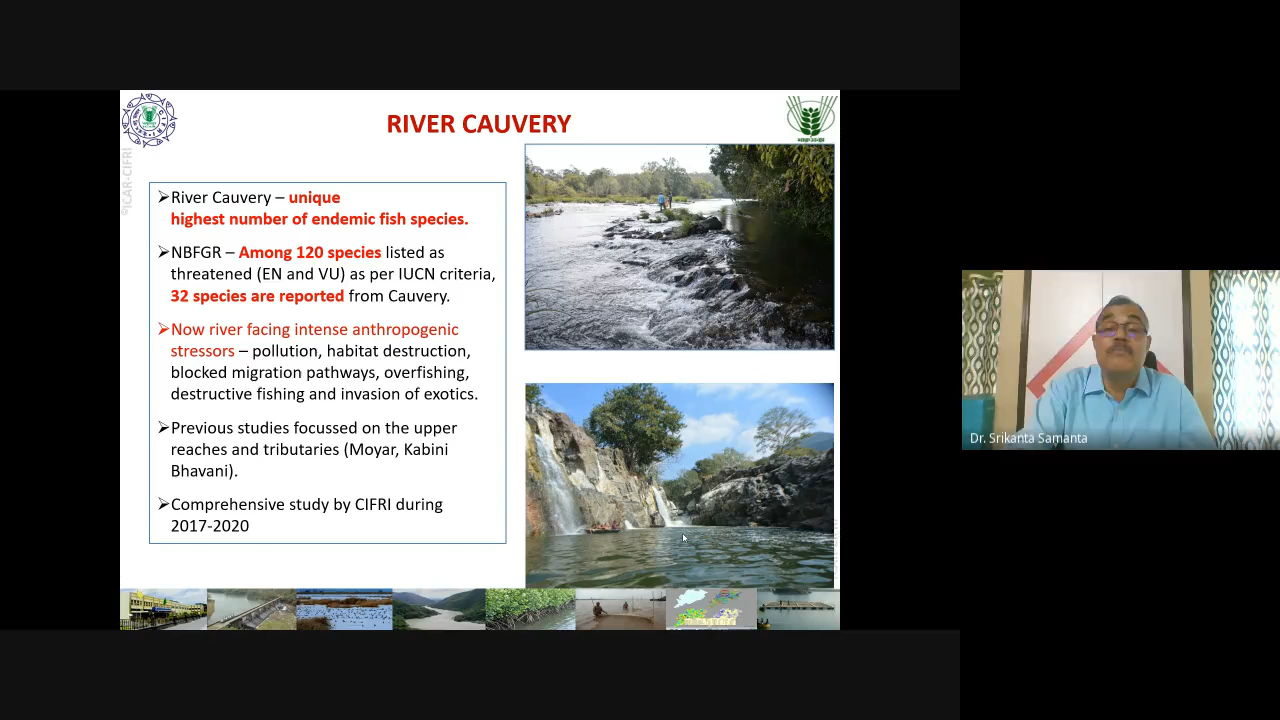 RIVER CAUVERY
©ICAR-CIFRI
➢River Cauvery – unique
highest number of endemic fish species.
➢NBFGR – Among 120 species listed as
threatened (EN and VU) as per IUCN criteria,
32 species are reported from Cauvery.
➢Now river facing intense anthropogenic
stressors – pollution, habitat destruction,
blocked migration pathways, overfishing,
destructive fishing and invasion of exotics.
➢Previous studies focussed on the upper
reaches and tributaries (Moyar, Kabini
Bhavani).
➢Comprehensive study by CIFRI during
2017-2020
Dr. Srikanta Samanta